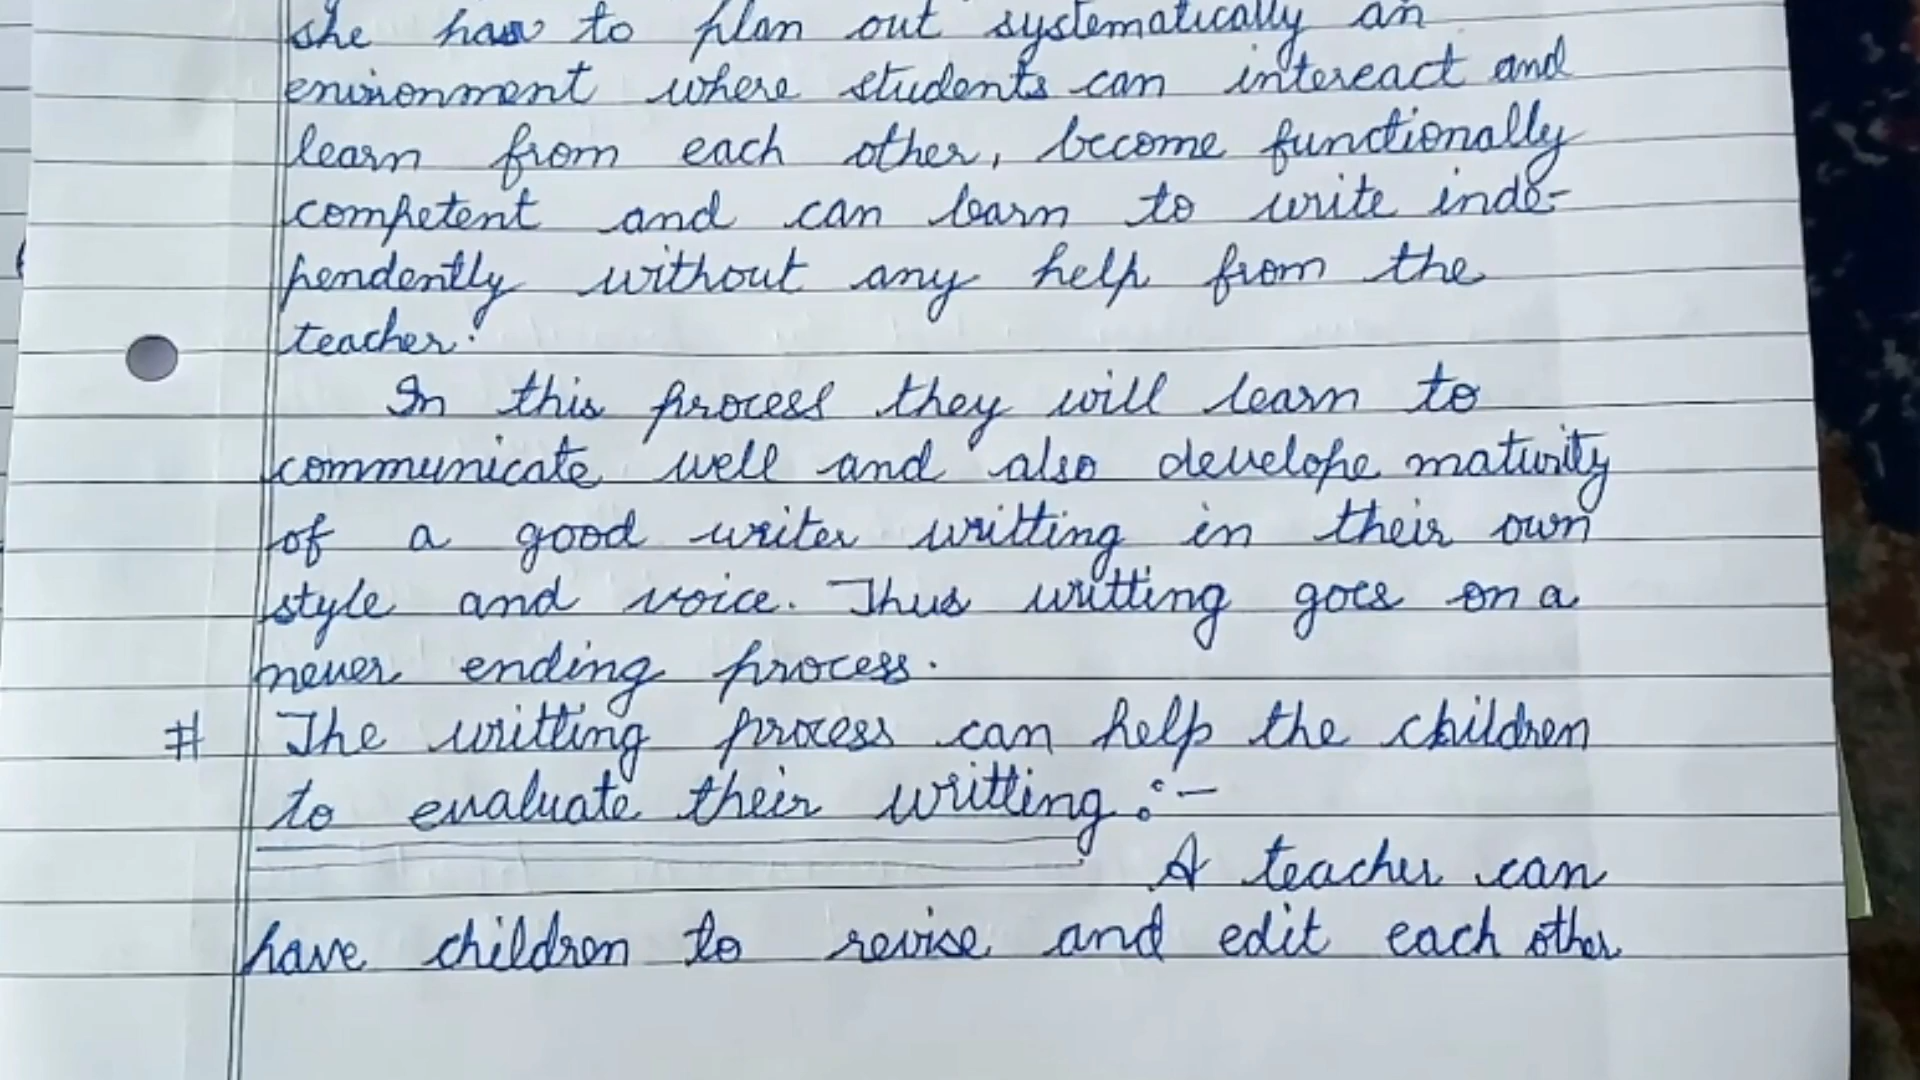 she has to plan out systematically an
enivironment where students can intereact and
learn from each other, become functionally
competent and can learn to write inde-
pendently without any help from the
teacher.
In this process they will learn to
communicate well and also develope maturity
of a good writer writting in their own
style and voice. Thus writting goes on a
never ending process.
# The writting process can help the children
to evaluate their writting :-
A teacher can
have children to revise and edit each other